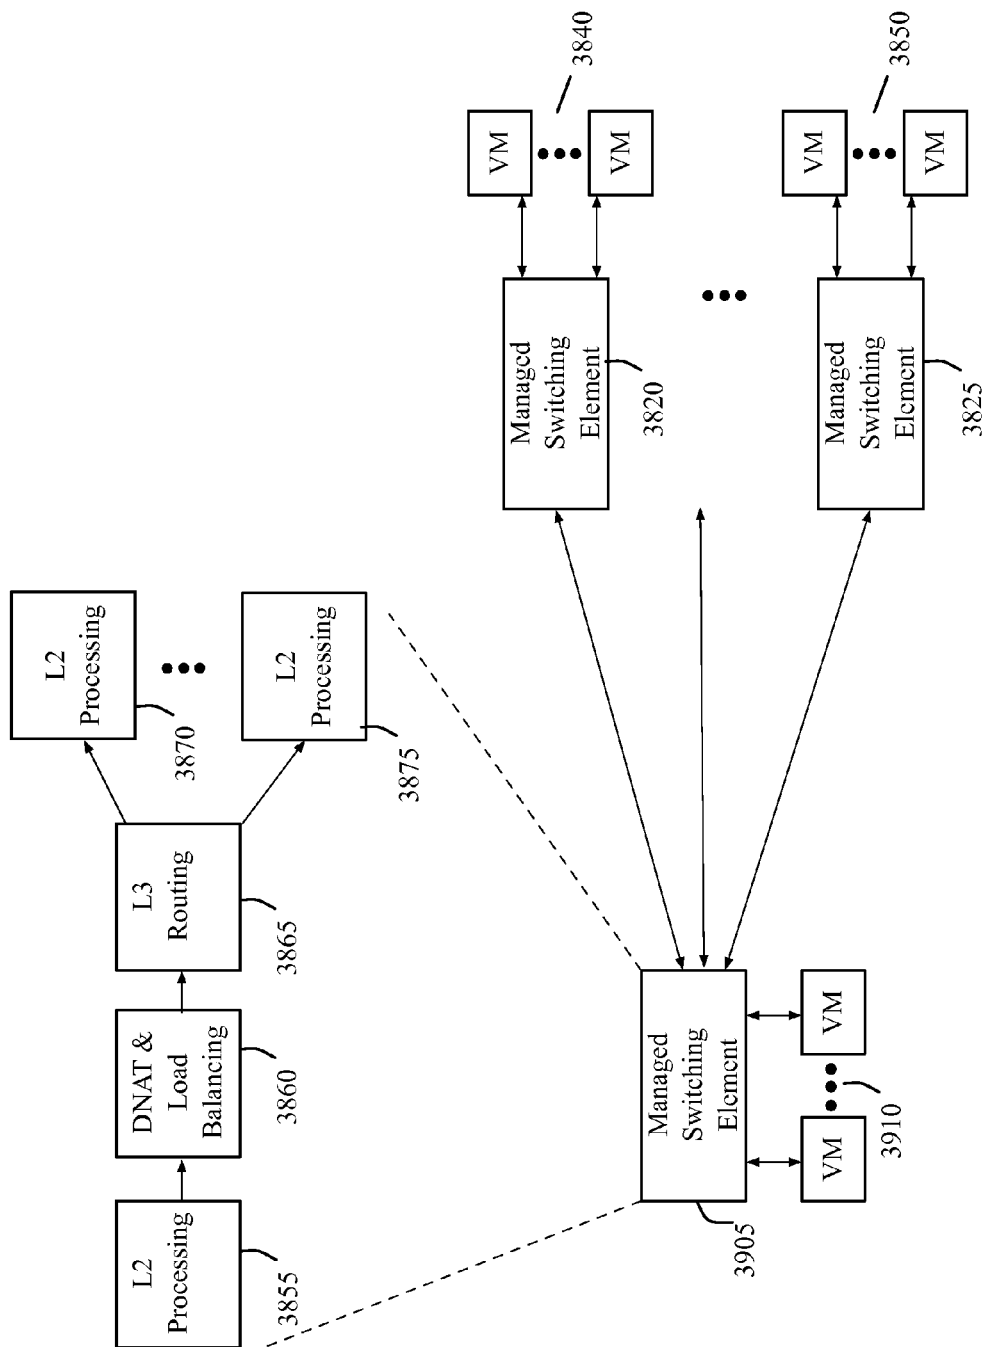 L2
Processing
3855
DNAT &
Load
Balancing
3860
L3
Routing
3865
L2
Processing
3870
L2
Processing
3875
Managed
Switching
Element
3905
VM
VM
3910
Managed
Switching
Element
3820
VM
VM
3840
Managed
Switching
Element
3825
VM
VM
3850